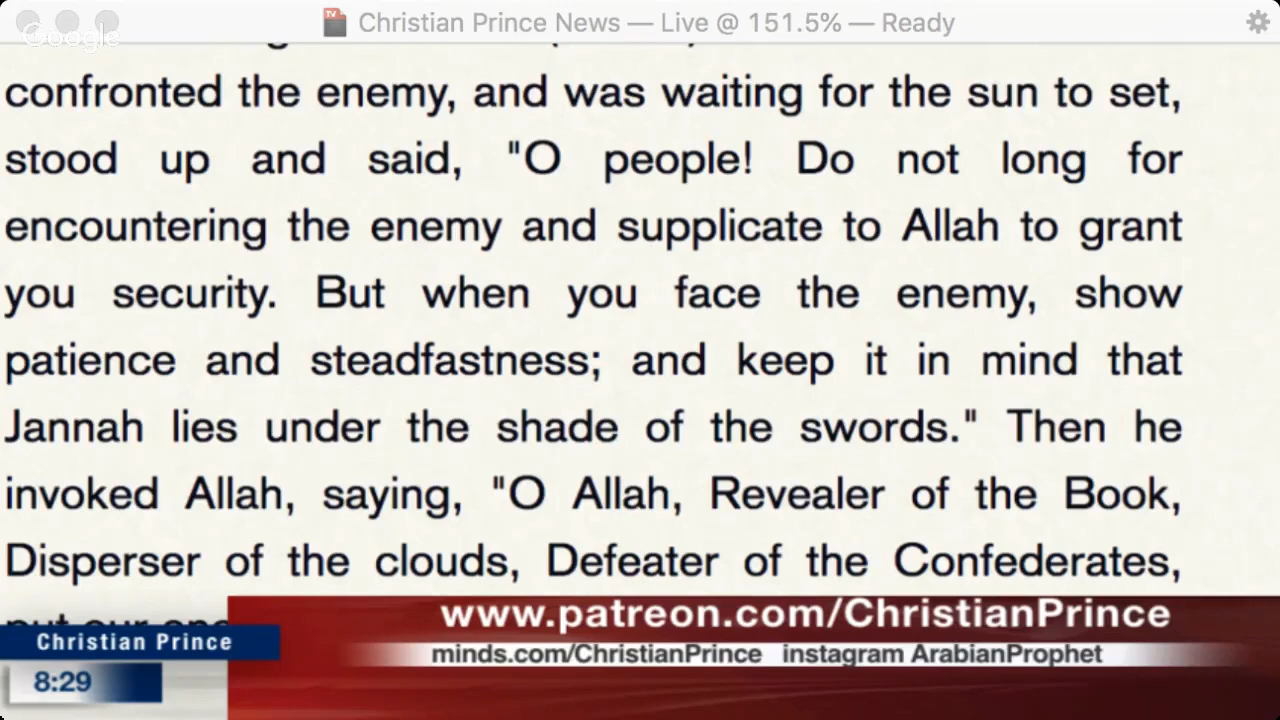 Christian Prince News — Live @ 151.5% — Ready
Google
confronted the enemy, and was waiting for the sun to set,
stood up and said, "O people! Do not long for
encountering the enemy and supplicate to Allah to grant
you security. But when you face the enemy, show
patience and steadfastness; and keep it in mind that
Jannah lies under the shade of the swords." Then he
invoked Allah, saying, "O Allah, Revealer of the Book,
Disperser of the clouds, Defeater of the Confederates,
www.patreon.com/ChristianPrince
Christian Prince
minds.com/ChristianPrince instagram ArabianProphet
8:29